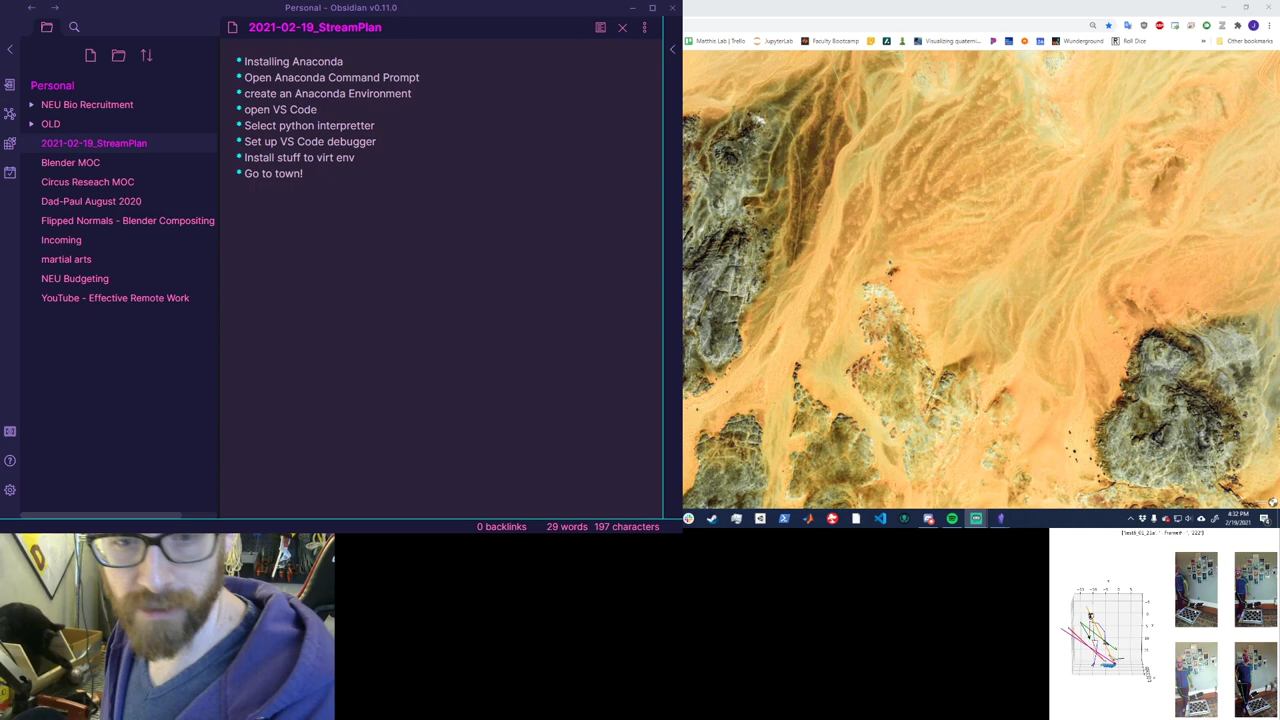 Personal - Obsidian v0.11.0
2021-02-19_StreamPlan
Personal
NEU Bio Recruitment
OLD
2021-02-19_StreamPlan
Blender MOC
Circus Reseach MOC
Dad-Paul August 2020
Flipped Normals - Blender Compositing
Incoming
martial arts
NEU Budgeting
YouTube - Effective Remote Work
* Installing Anaconda
* Open Anaconda Command Prompt
* create an Anaconda Environment
* open VS Code
* Select python interpretter
* Set up VS Code debugger
* Install stuff to virt env
* Go to town!
0 backlinks 29 words 197 characters
Matthis Lab | Trello JupyterLab Faculty Bootcamp Visualizing quaterni... Wunderground Roll Dice » Other bookmarks
4:32 PM
2/19/2021